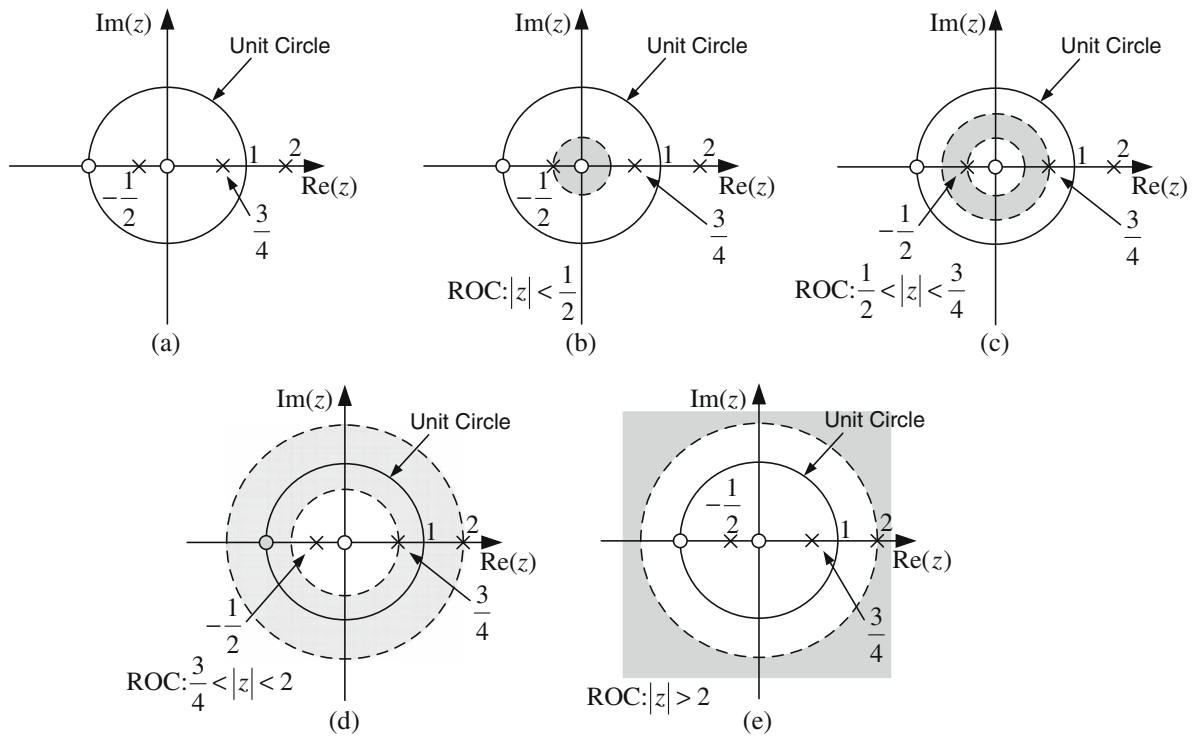 Im(z)
Unit Circle
1
2
Re(z)
-1/2
3/4
(a)
Im(z)
Unit Circle
1
2
Re(z)
-1/2
3/4
ROC:|z| < 1/2
(b)
Im(z)
Unit Circle
1
2
Re(z)
-1/2
3/4
ROC:1/2 < |z| < 3/4
(c)
Im(z)
Unit Circle
1
2
Re(z)
-1/2
3/4
ROC:3/4 < |z| < 2
(d)
Im(z)
Unit Circle
-1/2
1
2
Re(z)
3/4
ROC:|z| > 2
(e)